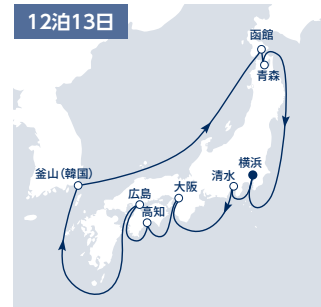 12泊13日
函館
青森
釜山(韓国)
広島
高知
大阪
清水
横浜